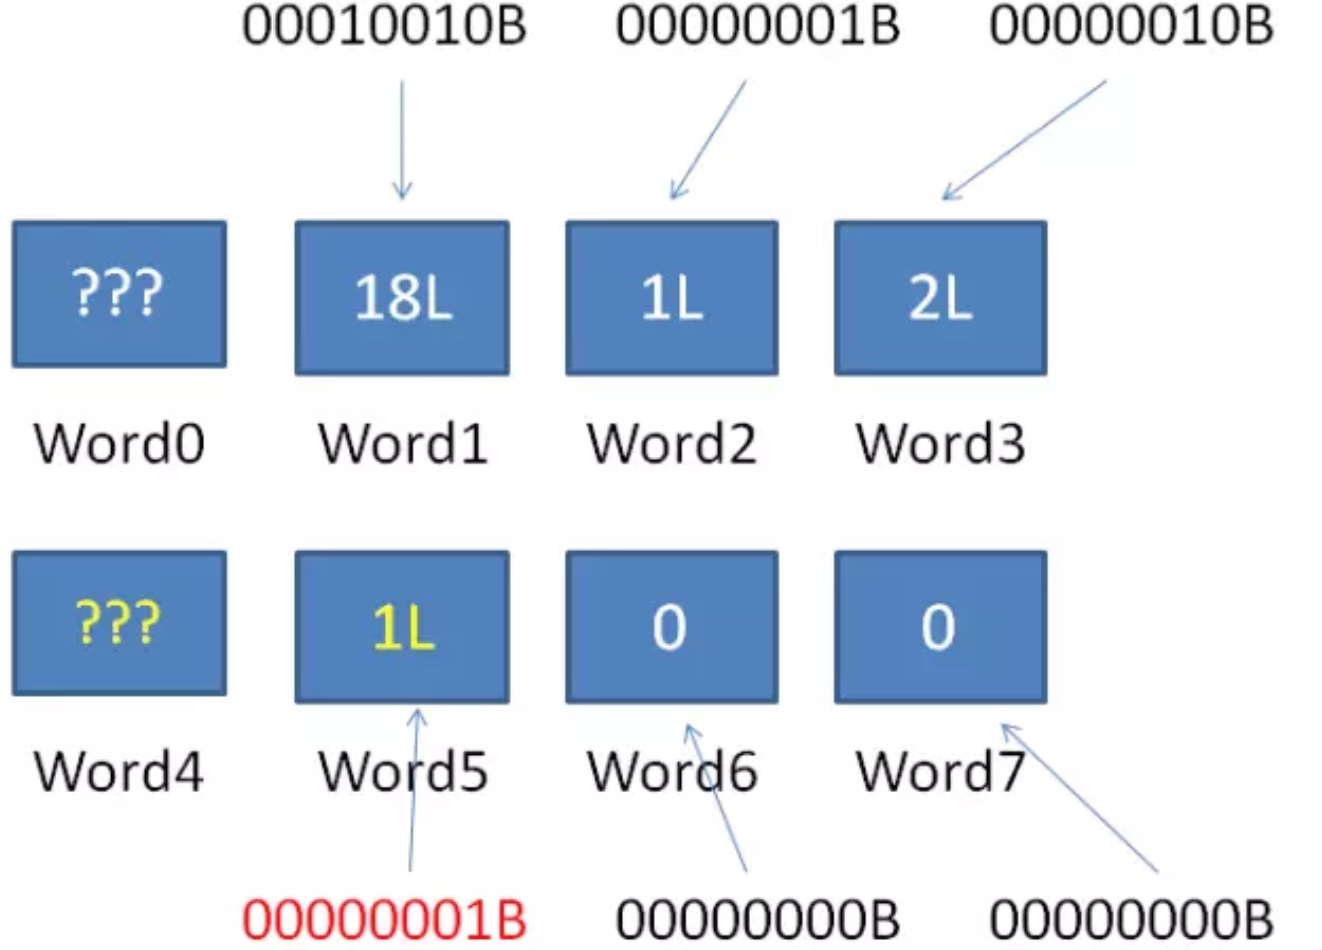 00010010B 00000001B 00000010B
??? 18L 1L 2L
Word0 Word1 Word2 Word3
??? 1L 0 0
Word4 Word5 Word6 Word7
00000001B 00000000B 00000000B